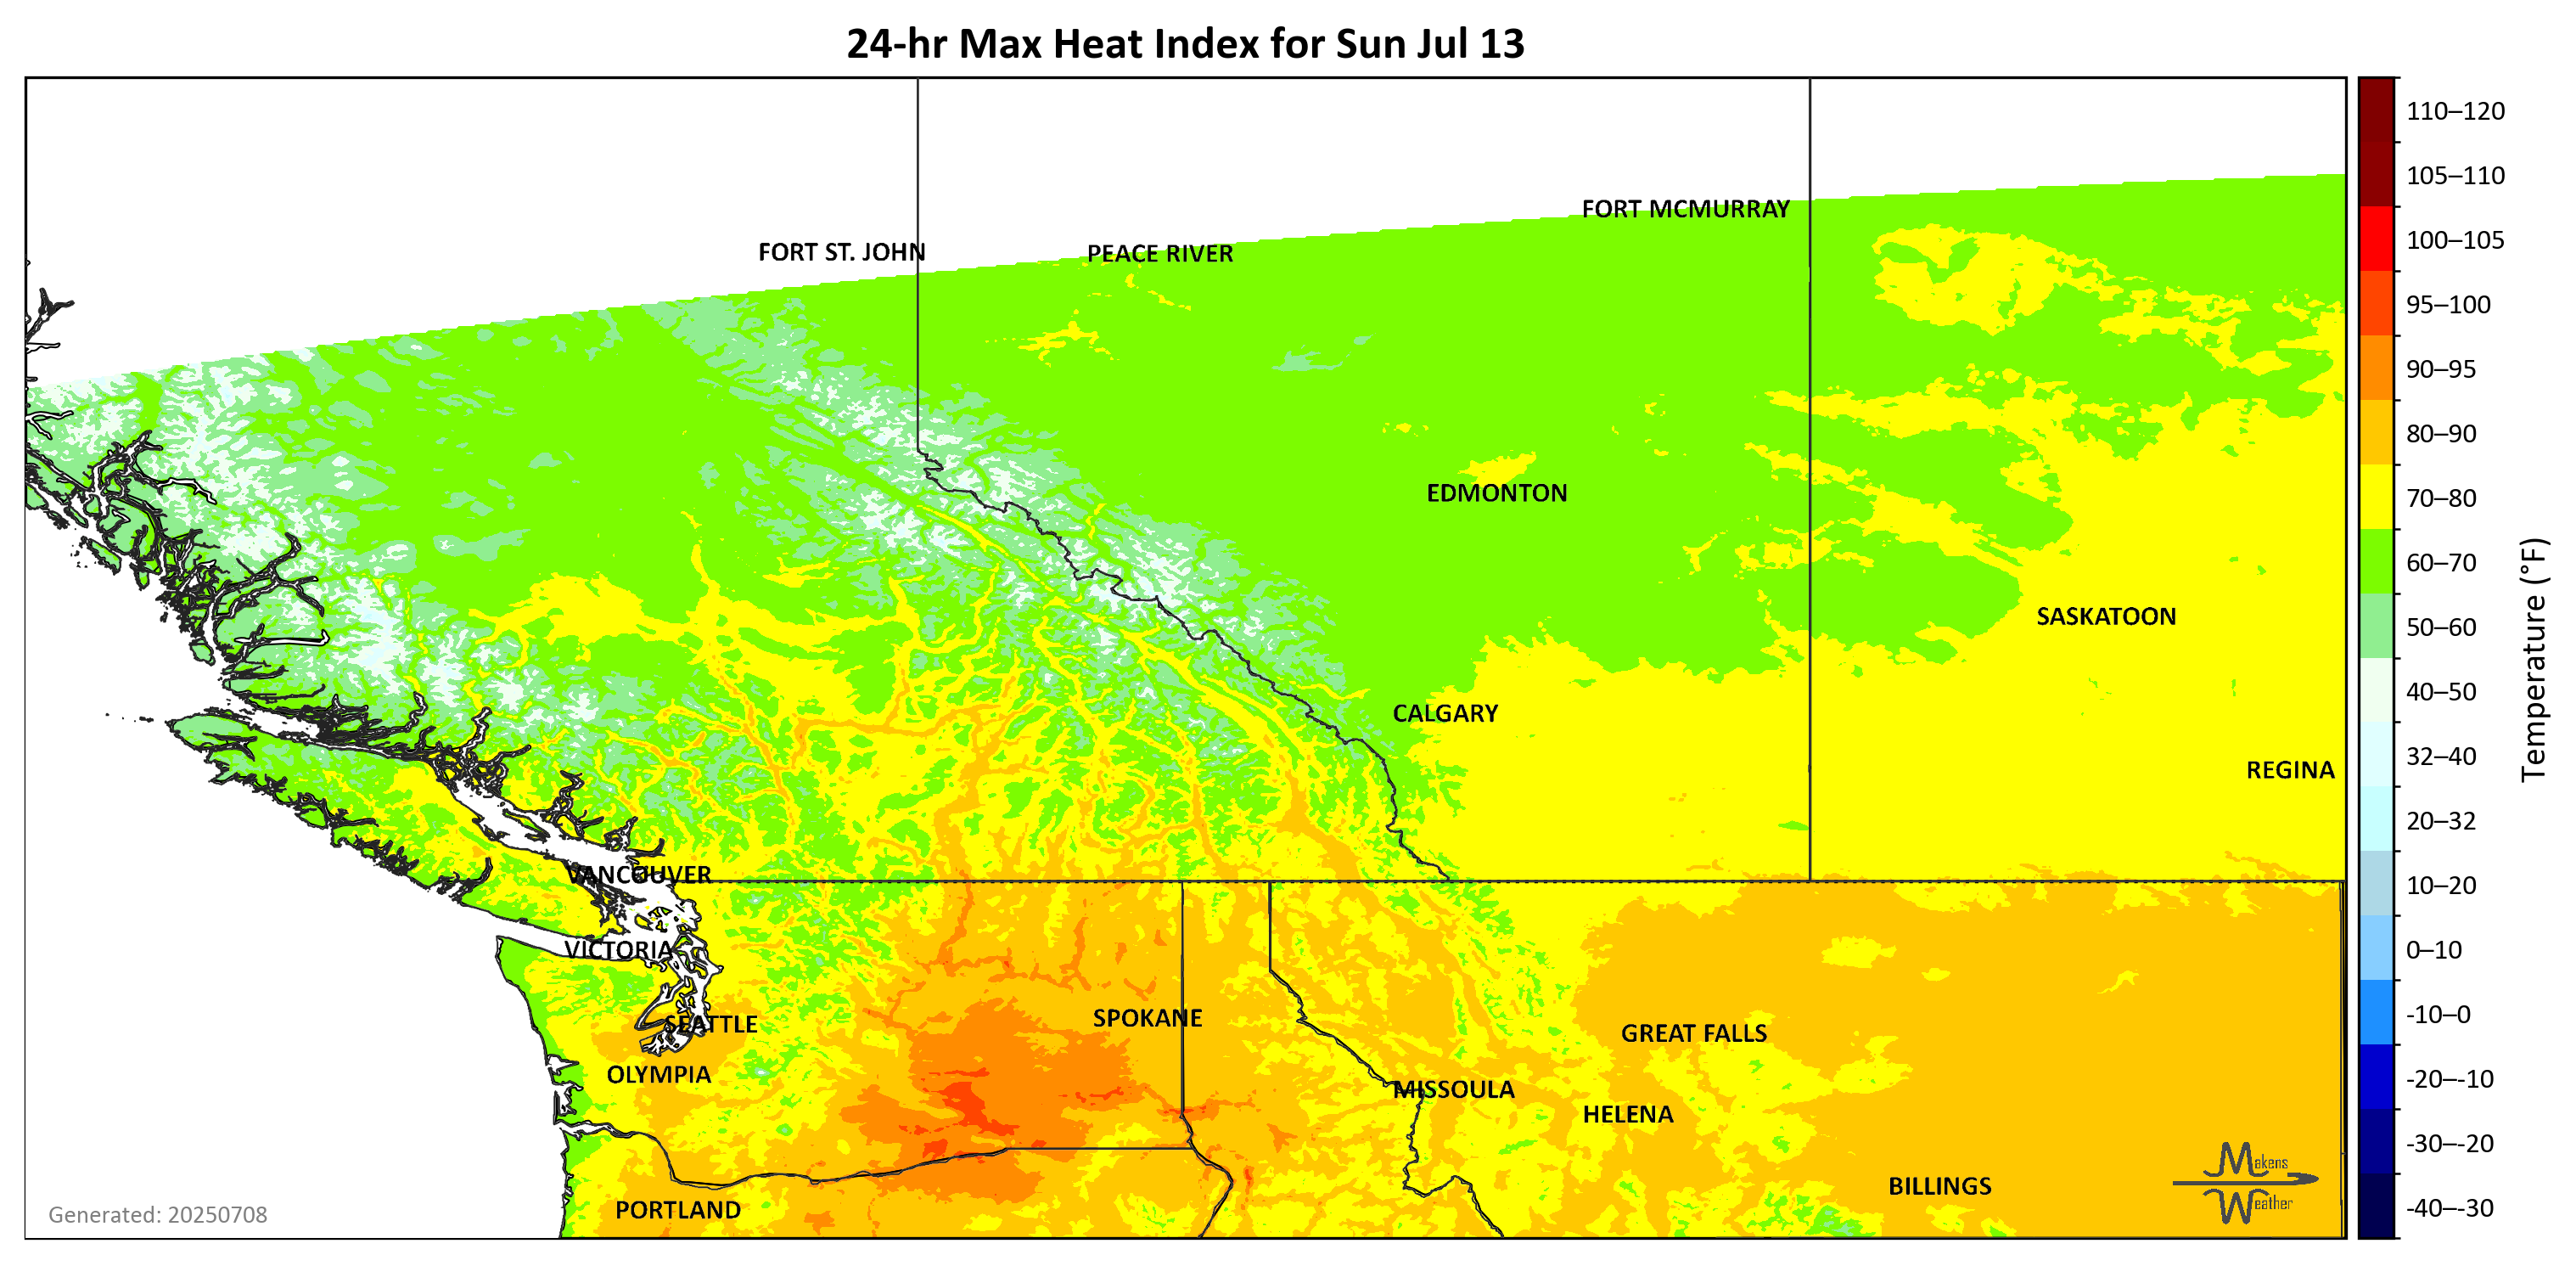 24-hr Max Heat Index for Sun Jul 13
FORT MCMURRAY
FORT ST. JOHN
PEACE RIVER
EDMONTON
SASKATOON
CALGARY
REGINA
VANCOUVER
VICTORIA
SEATTLE
SPOKANE
GREAT FALLS
OLYMPIA
MISSOULA
HELENA
BILLINGS
PORTLAND
Makens
Weather
Generated: 20250708
110–120
105–110
100–105
95–100
90–95
80–90
70–80
60–70
50–60
40–50
32–40
20–32
10–20
0–10
-10–0
-20–-10
-30–-20
-40–-30
Temperature (°F)